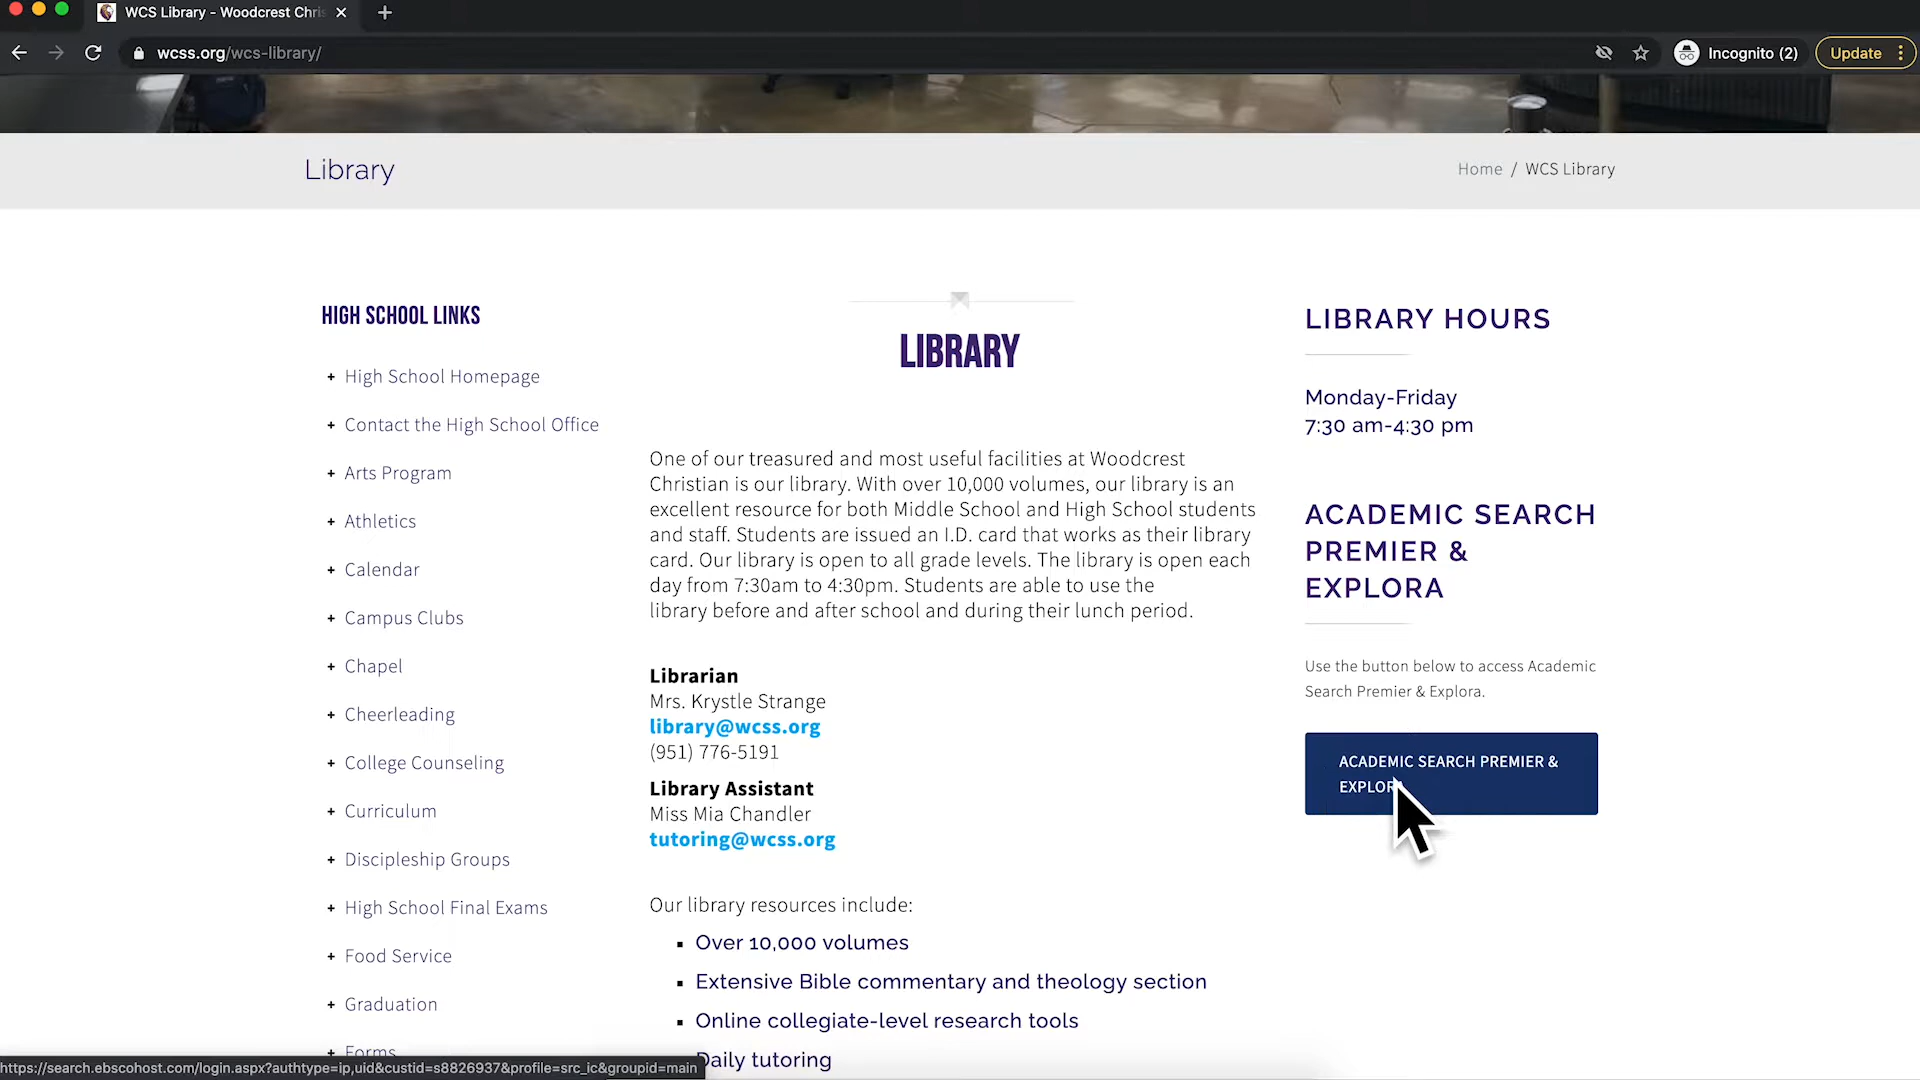 WCS Library - Woodcrest Chris
wcss.org/wcs-library/
Incognito (2)
Update
Library
Home / WCS Library
HIGH SCHOOL LINKS
+ High School Homepage
+ Contact the High School Office
+ Arts Program
+ Athletics
+ Calendar
+ Campus Clubs
+ Chapel
+ Cheerleading
+ College Counseling
+ Curriculum
+ Discipleship Groups
+ High School Final Exams
+ Food Service
+ Graduation
+ Forms
LIBRARY
One of our treasured and most useful facilities at Woodcrest
Christian is our library. With over 10,000 volumes, our library is an
excellent resource for both Middle School and High School students
and staff. Students are issued an I.D. card that works as their library
card. Our library is open to all grade levels. The library is open each
day from 7:30am to 4:30pm. Students are able to use the
library before and after school and during their lunch period.
Librarian
Mrs. Krystle Strange
library@wcss.org
(951) 776-5191
Library Assistant
Miss Mia Chandler
tutoring@wcss.org
Our library resources include:
▪ Over 10,000 volumes
▪ Extensive Bible commentary and theology section
▪ Online collegiate-level research tools
Daily tutoring
LIBRARY HOURS
Monday-Friday
7:30 am-4:30 pm
ACADEMIC SEARCH
PREMIER &
EXPLORA
Use the button below to access Academic
Search Premier & Explora.
ACADEMIC SEARCH PREMIER &
EXPLORA
https://search.ebscohost.com/login.aspx?authtype=ip,uid&custid=s8826937&profile=src_ic&groupid=main